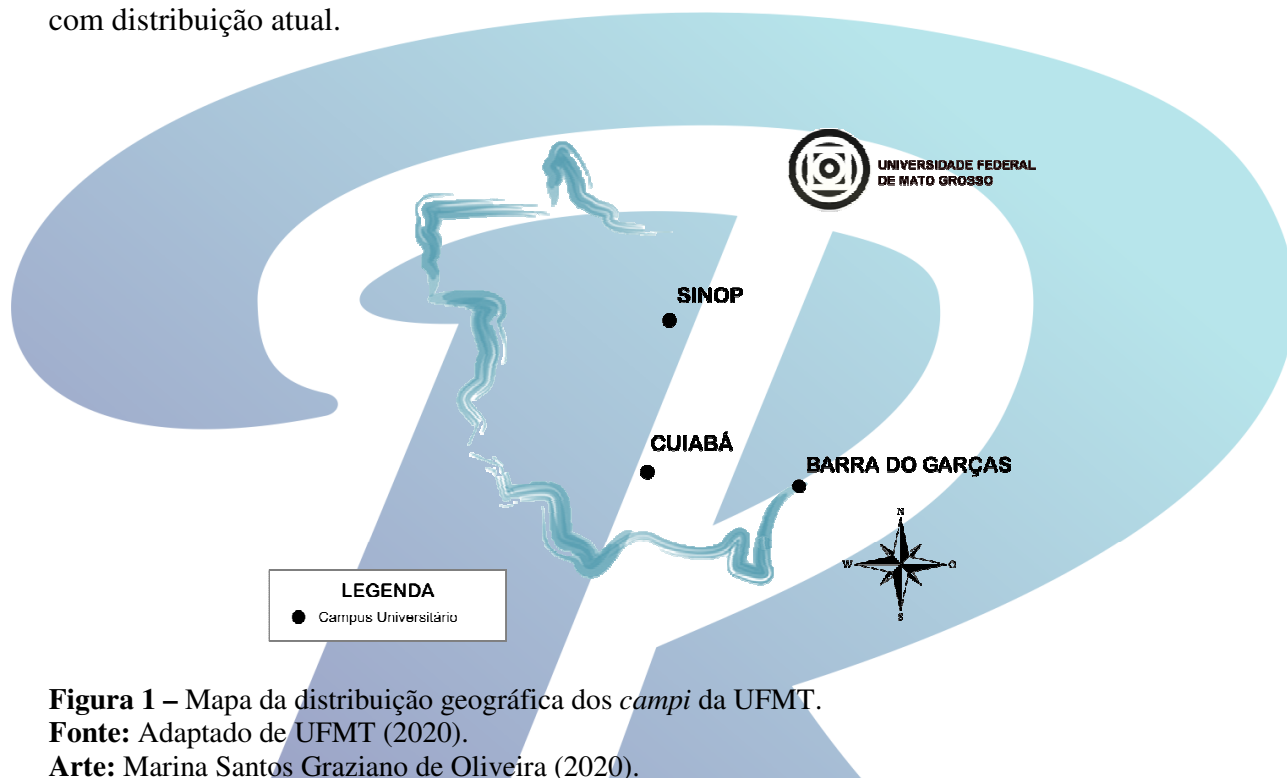 com distribuição atual.
UNIVERSIDADE FEDERAL
DE MATO GROSSO
SINOP
CUIABÁ
BARRA DO GARÇAS
N
W
O
S
LEGENDA
Campus Universitário
Figura 1 – Mapa da distribuição geográfica dos campi da UFMT.
Fonte: Adaptado de UFMT (2020).
Arte: Marina Santos Graziano de Oliveira (2020).